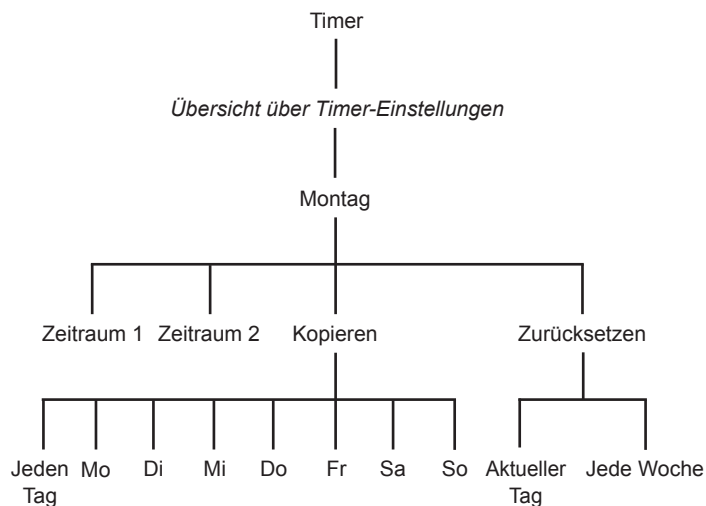 Timer
Übersicht über Timer-Einstellungen
Montag
Zeitraum 1 Zeitraum 2 Kopieren Zurücksetzen
Jeden Mo Di Mi Do Fr Sa So Aktueller Jede Woche
Tag Tag